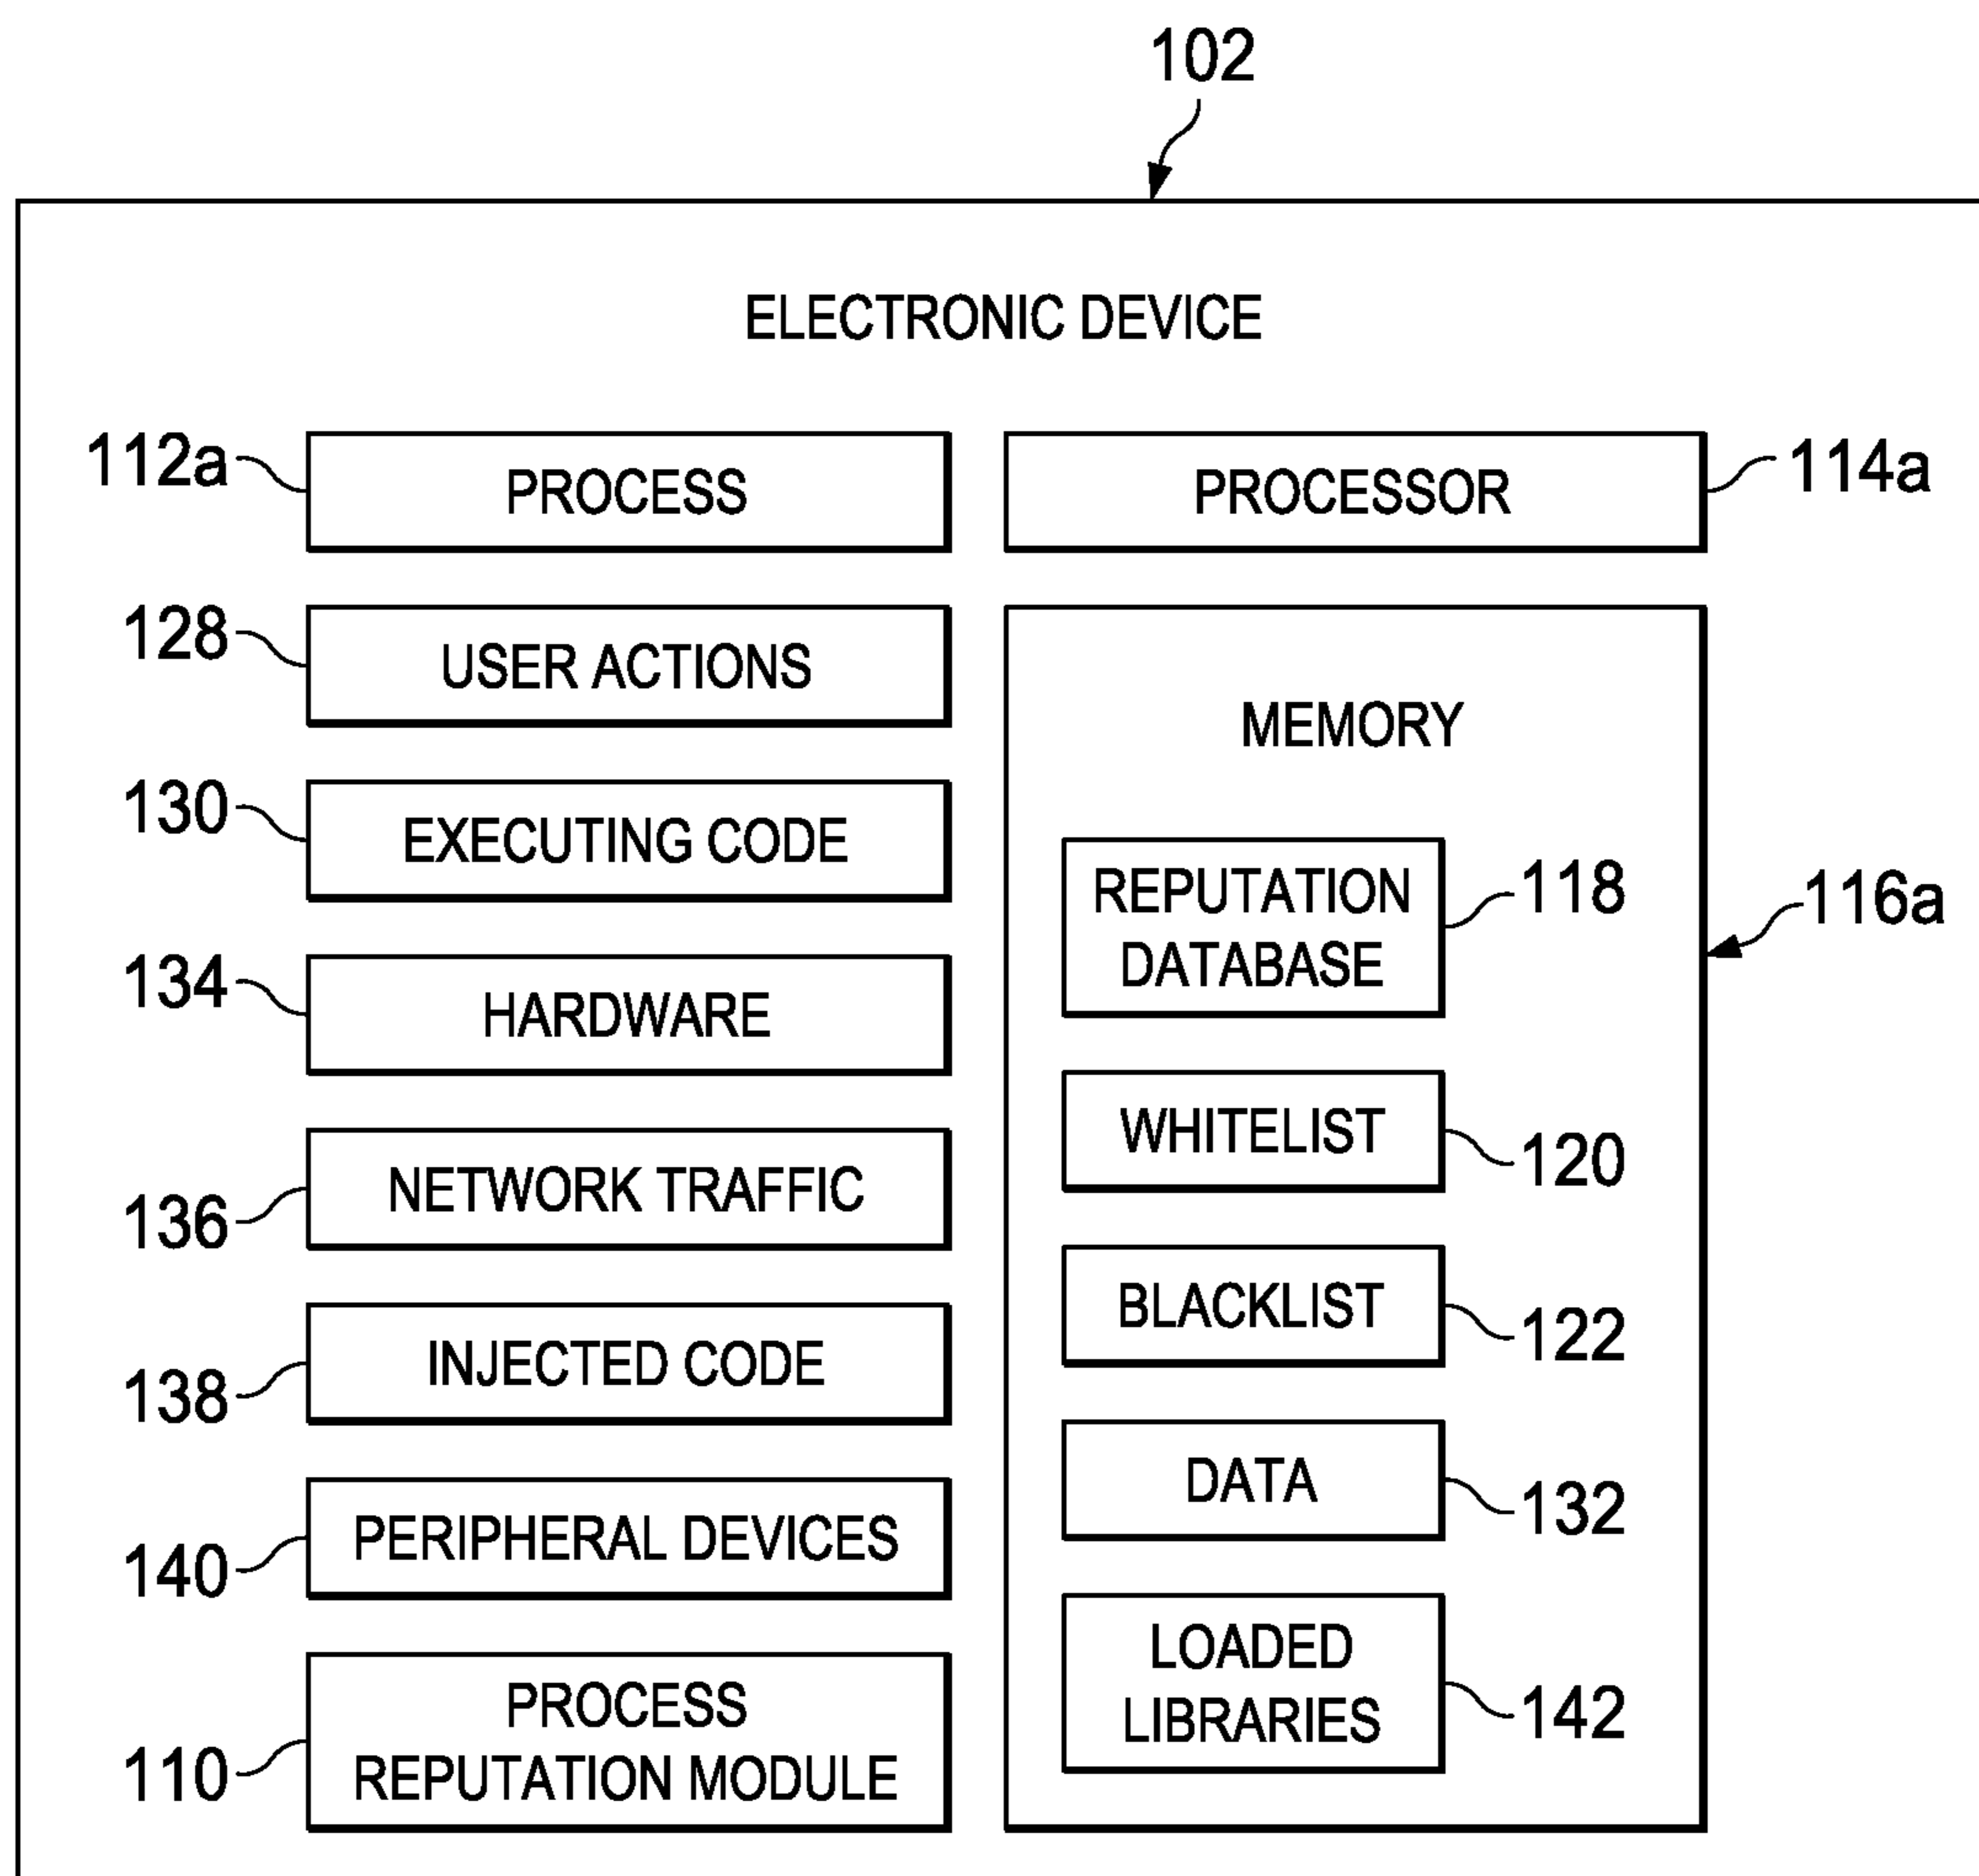 102
ELECTRONIC DEVICE
112a
PROCESS
PROCESSOR
114a
128
USER ACTIONS
130
EXECUTING CODE
134
HARDWARE
136
NETWORK TRAFFIC
138
INJECTED CODE
140
PERIPHERAL DEVICES
110
PROCESS
REPUTATION MODULE
MEMORY
116a
REPUTATION
DATABASE
118
WHITELIST
120
BLACKLIST
122
DATA
132
LOADED
LIBRARIES
142